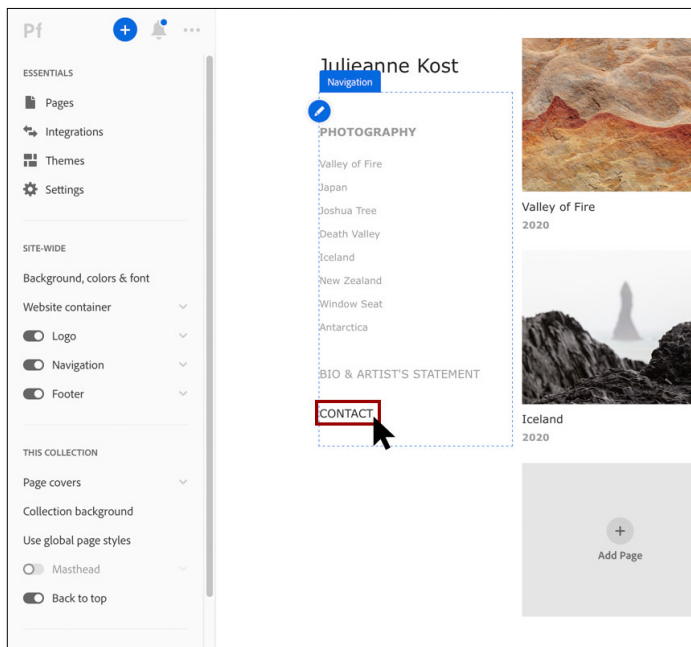 Pf
ESSENTIALS
Pages
Integrations
Themes
Settings
SITE-WIDE
Background, colors & font
Website container
Logo
Navigation
Footer
THIS COLLECTION
Page covers
Collection background
Use global page styles
Masthead
Back to top
Julieanne Kost
Navigation
PHOTOGRAPHY
Valley of Fire
Japan
Joshua Tree
Death Valley
Iceland
New Zealand
Window Seat
Antarctica
BIO & ARTIST'S STATEMENT
CONTACT
Valley of Fire
2020
Iceland
2020
Add Page